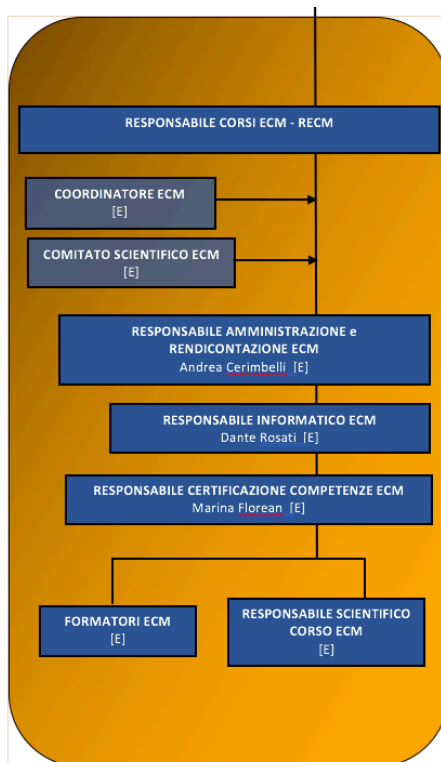 RESPONSABILE CORSI ECM - RECM
COORDINATORE ECM
[E]
COMITATO SCIENTIFICO ECM
[E]
RESPONSABILE AMMINISTRAZIONE e
RENDICONTAZIONE ECM
Andrea Cerimbelli [E]
RESPONSABILE INFORMATICO ECM
Dante Rosati [E]
RESPONSABILE CERTIFICAZIONE COMPETENZE ECM
Marina Florean [E]
FORMATORI ECM
[E]
RESPONSABILE SCIENTIFICO
CORSO ECM
[E]